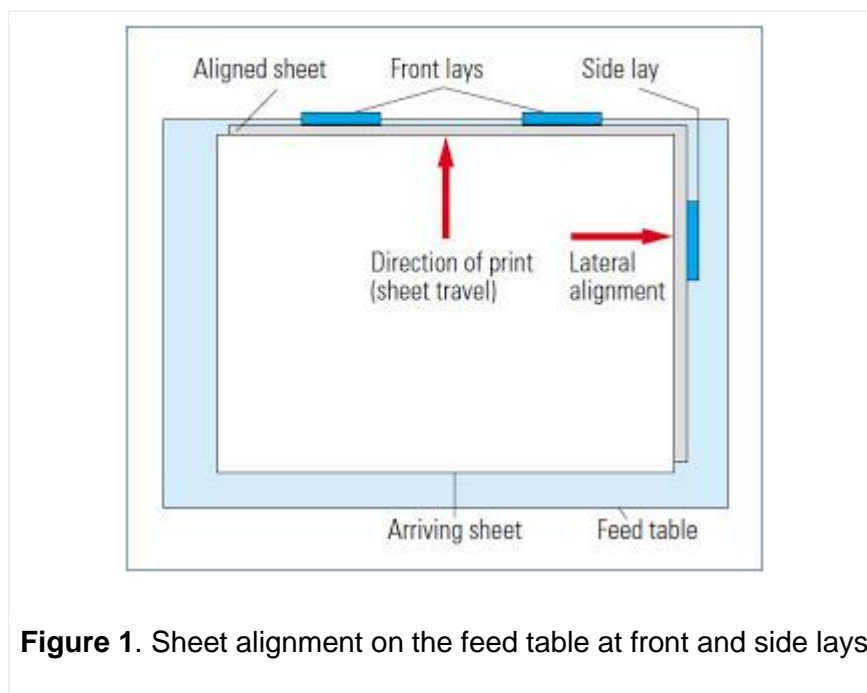 Aligned sheet Front lays Side lay
Direction of print
(sheet travel)
Lateral
alignment
Arriving sheet Feed table
Figure 1. Sheet alignment on the feed table at front and side lays